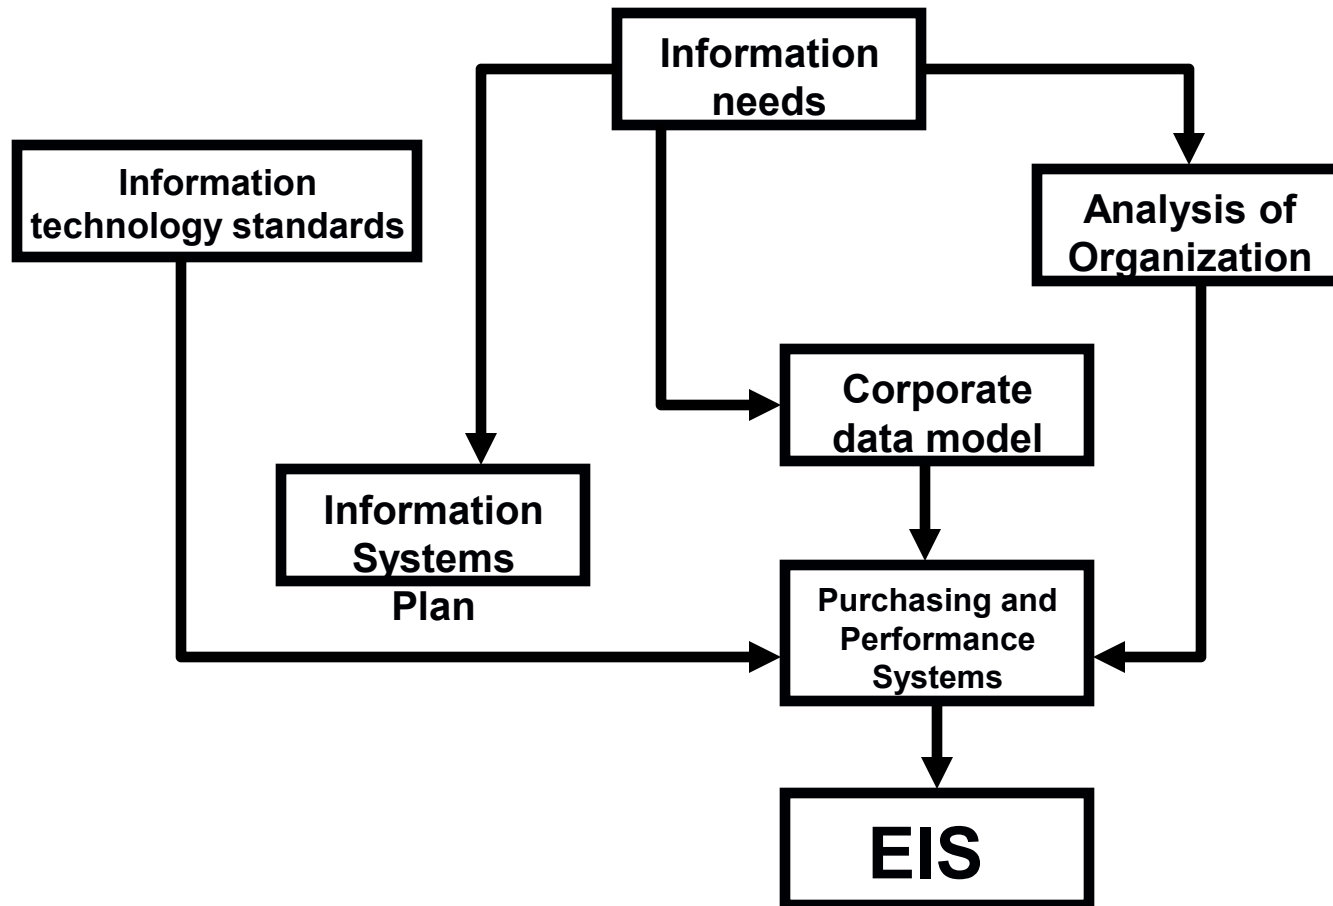 Information
needs
Information
technology standards
Analysis of
Organization
Corporate
data model
Information
Systems
Plan
Purchasing and
Performance
Systems
EIS